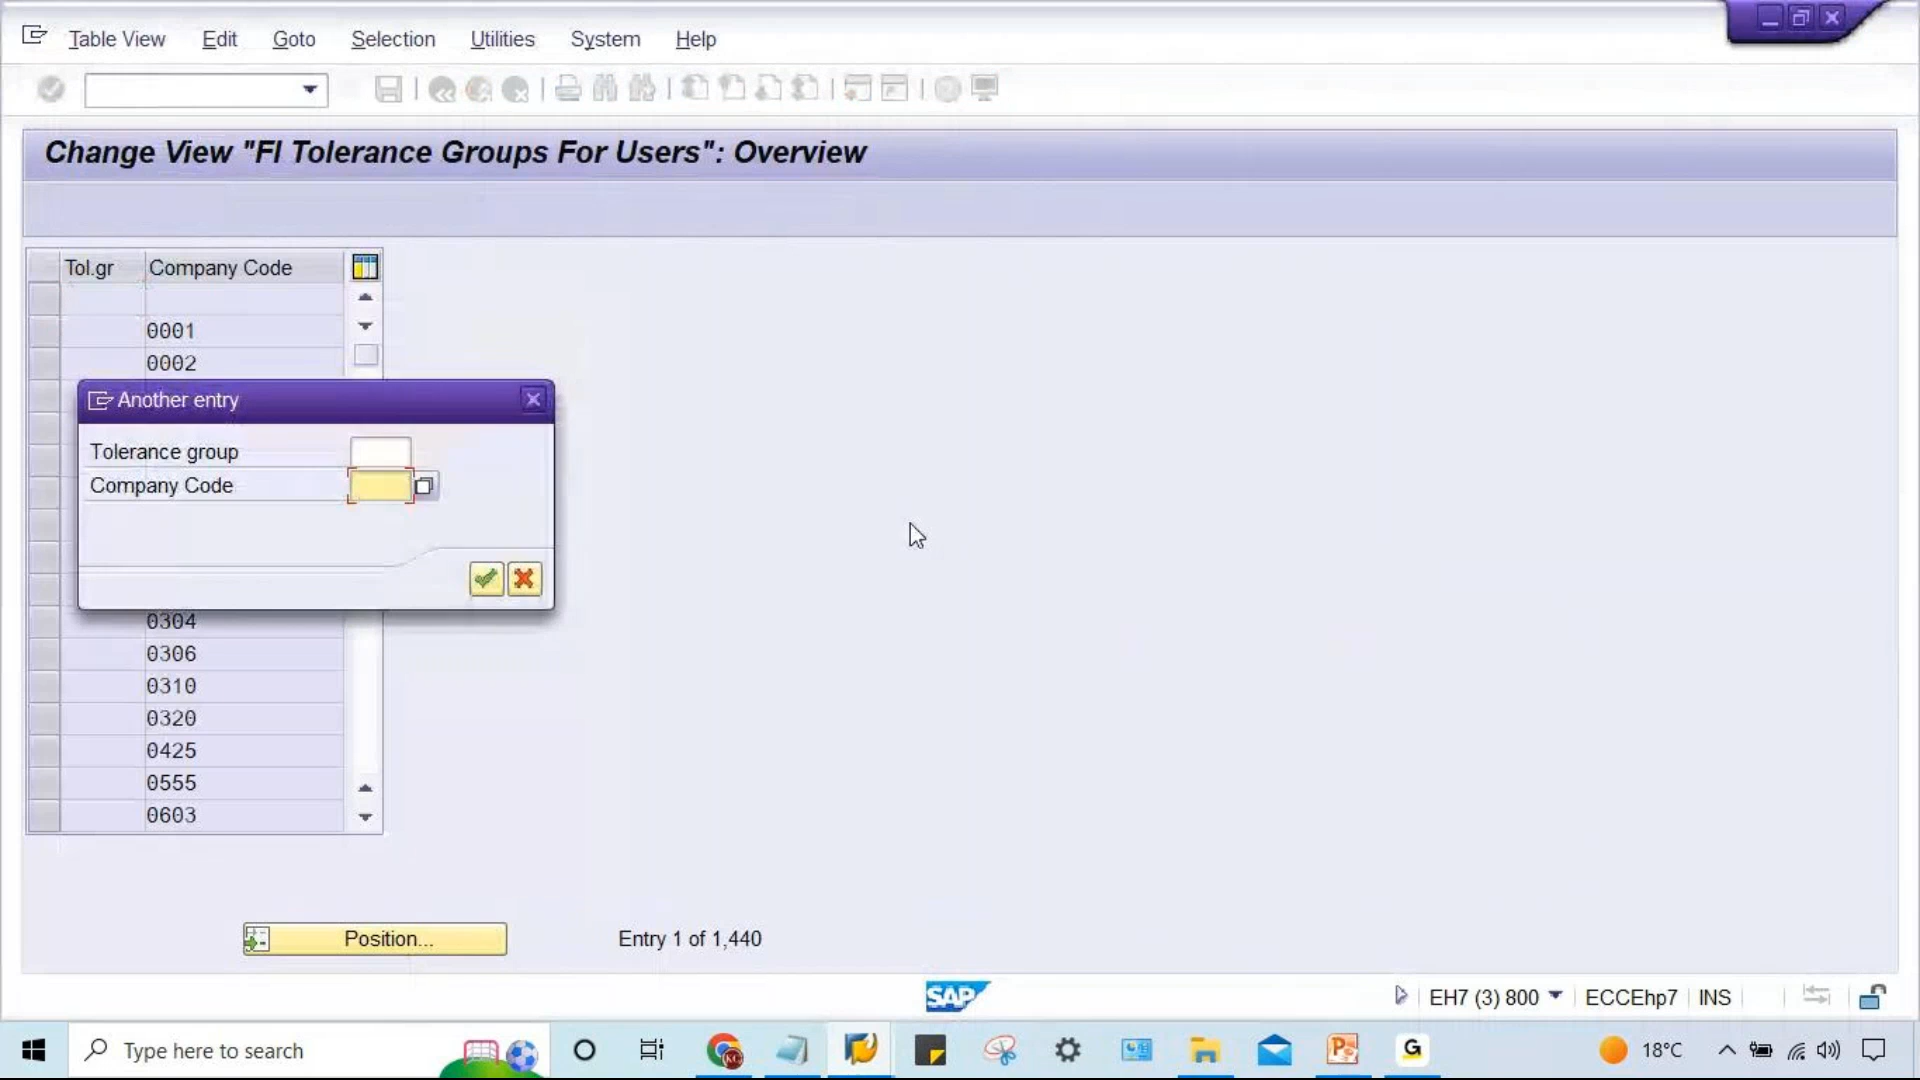 Table View Edit Goto Selection Utilities System Help
Change View "FI Tolerance Groups For Users": Overview
Tol.gr Company Code
0001
0002
Another entry
Tolerance group
Company Code
0304
0306
0310
0320
0425
0555
0603
Position... Entry 1 of 1,440
SAP EH7 (3) 800 ECCEhp7 INS
Type here to search 18°C